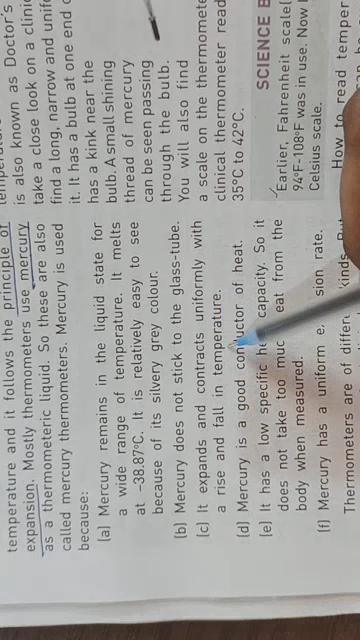 temperature and it follows the principle of
expansion. Mostly thermometers use mercury
as a thermometeric liquid. So these are also
called mercury thermometers. Mercury is used
because:
(a) Mercury remains in the liquid state for
a wide range of temperature. It melts
at –38.87°C. It is relatively easy to see
because of its silvery grey colour.
(b) Mercury does not stick to the glass-tube.
(c) It expands and contracts uniformly with
a rise and fall in temperature.
(d) Mercury is a good conductor of heat.
(e) It has a low specific capacity. So it
does not take too eat from the
body when measured.
(f) Mercury has a uniform sion rate.
Thermometers are of kinds
is also known as Doctor's
take a close look on a clinic
find a long, narrow and unif
it. It has a bulb at one end
has a kink near the
bulb. A small shining
thread of mercury
can be seen passing
through the bulb.
You will also find
a scale on the thermomete
clinical thermometer read
35°C to 42°C.
SCIENCE B
Earlier, Fahrenheit scale(
94°F-108°F was in use. Now
Celsius scale.
How to read temper